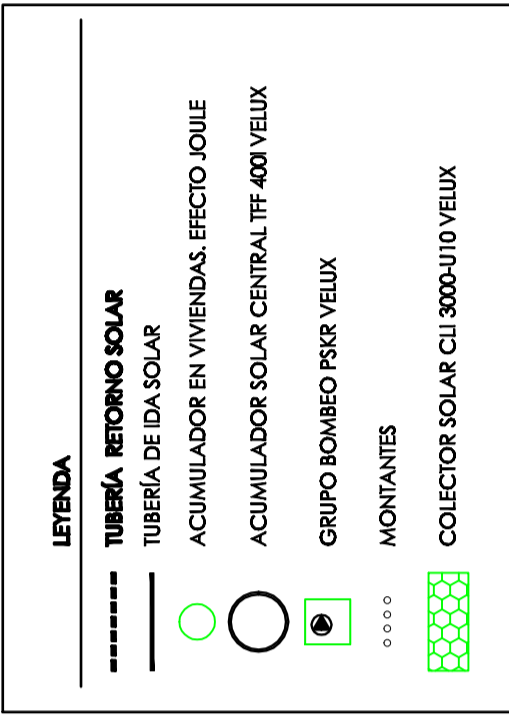 LEYENDA
TUBERÍA RETORNO SOLAR
TUBERÍA DE IDA SOLAR
ACUMULADOR EN VIVIENDAS. EFECTO JOULE
ACUMULADOR SOLAR CENTRAL TFF 400l VELUX
GRUPO BOMBEO PSKR VELUX
MONTANTES
COLECTOR SOLAR CLI 3000-U10 VELUX